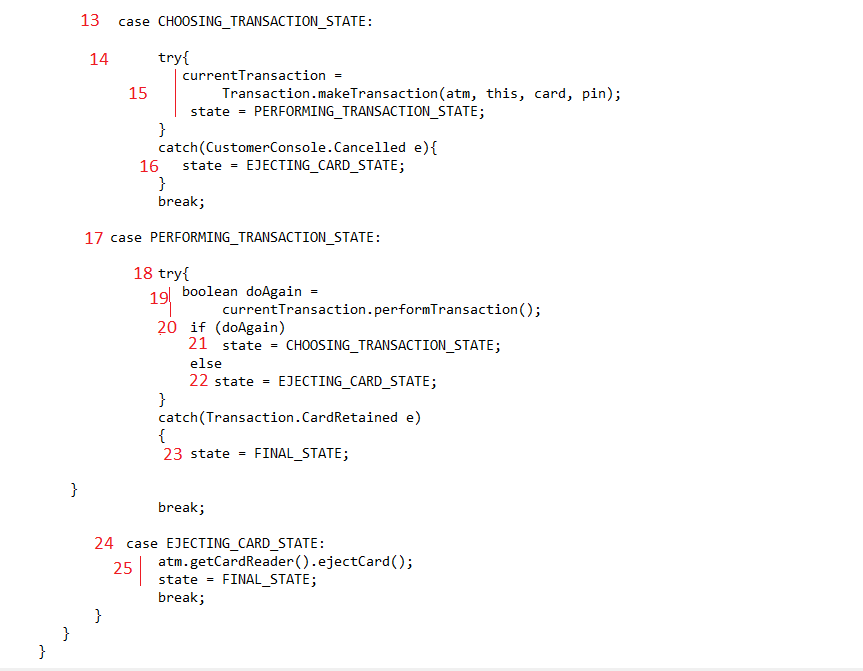 13 case CHOOSING_TRANSACTION_STATE:
14 try{
currentTransaction =
15 Transaction.makeTransaction(atm, this, card, pin);
state = PERFORMING_TRANSACTION_STATE;
}
catch(CustomerConsole.Cancelled e){
16 state = EJECTING_CARD_STATE;
}
break;
17 case PERFORMING_TRANSACTION_STATE:
18 try{
19 boolean doAgain =
currentTransaction.performTransaction();
20 if (doAgain)
21 state = CHOOSING_TRANSACTION_STATE;
else
22 state = EJECTING_CARD_STATE;
}
catch(Transaction.CardRetained e)
{
23 state = FINAL_STATE;
}
break;
24 case EJECTING_CARD_STATE:
25 atm.getCardReader().ejectCard();
state = FINAL_STATE;
break;
}
}
}